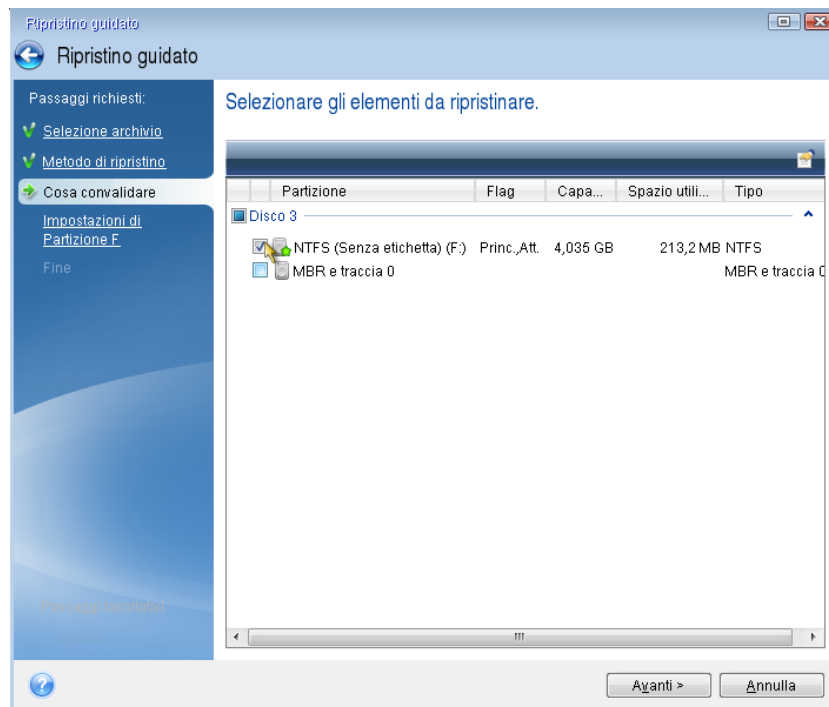 Ripristino guidato
Ripristino guidato
Passaggi richiesti:
Selezione archivio
Metodo di ripristino
Cosa convalidare
Impostazioni di
Partizione F
Fine
Selezionare gli elementi da ripristinare.
Partizione Flag Capa... Spazio utili... Tipo
Disco 3
NTFS (Senza etichetta) (F:) Princ.,Att. 4,035 GB 213,2 MB NTFS
MBR e traccia 0 MBR e traccia 0
Avanti >
Annulla